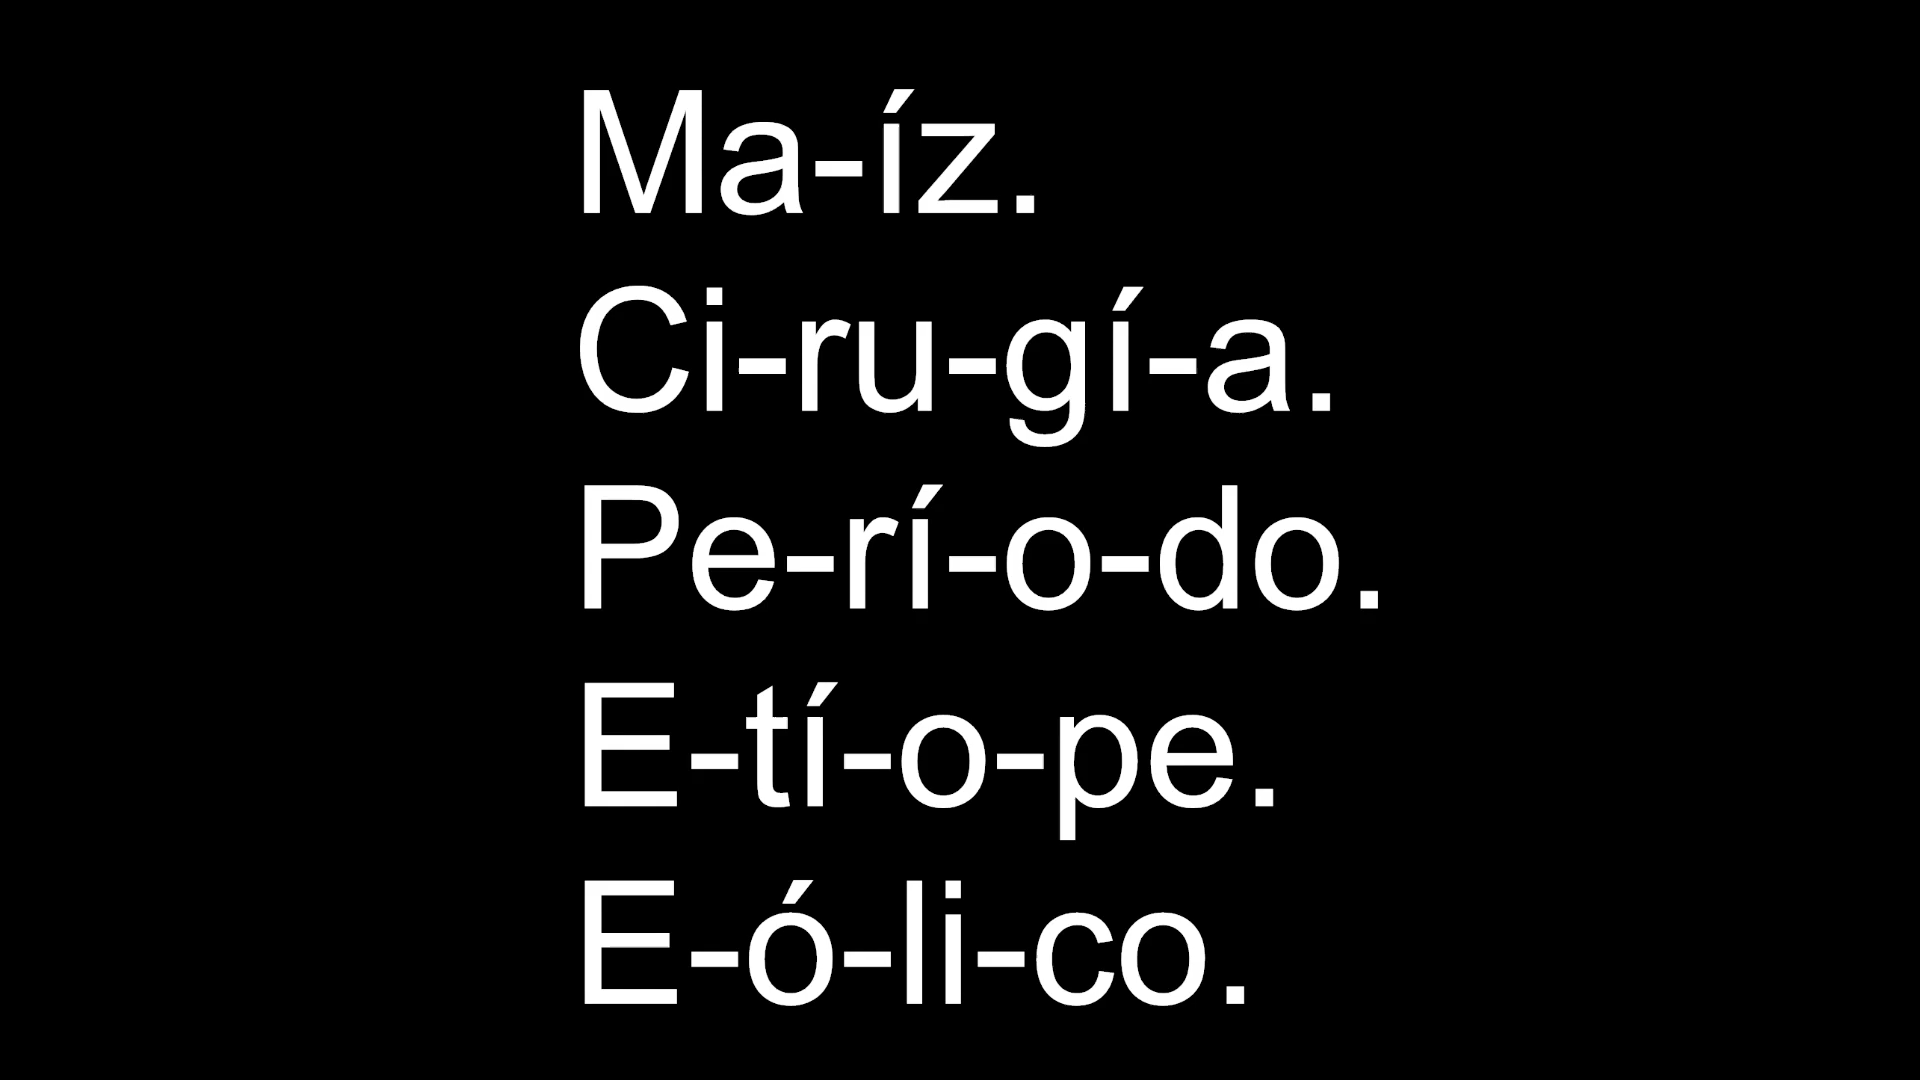 Ma-íz.
Ci-ru-gí-a.
Pe-rí-o-do.
E-tí-o-pe.
E-ó-li-co.